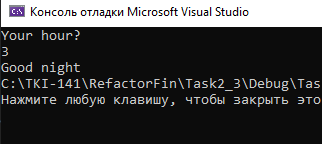 Консоль отладки Microsoft Visual Studio
Your hour?
3
Good night
C:\TKI-141\RefactorFin\Task2_3\Debug\Tas
Нажмите любую клавишу, чтобы закрыть это